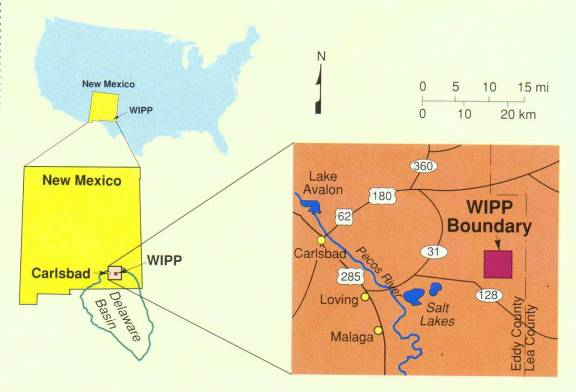 New Mexico
WIPP
N
0 5 10 15 mi
0 10 20 km
New Mexico
Carlsbad
WIPP
Delaware
Basin
360
Lake
Avalon
180
62
WIPP
Boundary
Carlsbad
Pecos River
31
285
Loving
Salt
Lakes
128
Malaga
Eddy County
Lea County